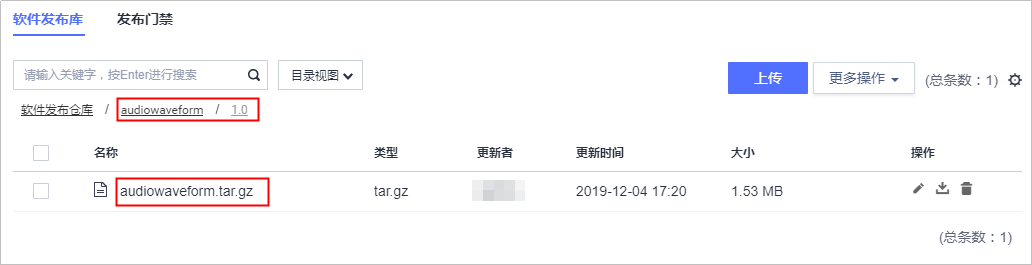 软件发布库 发布门禁
请输入关键字，按Enter进行搜索 目录视图 上传 更多操作 (总条数：1)
软件发布仓库 / audiowaveform / 1.0
名称 类型 更新者 更新时间 大小 操作
audiowaveform.tar.gz tar.gz 2019-12-04 17:20 1.53 MB
(总条数：1)